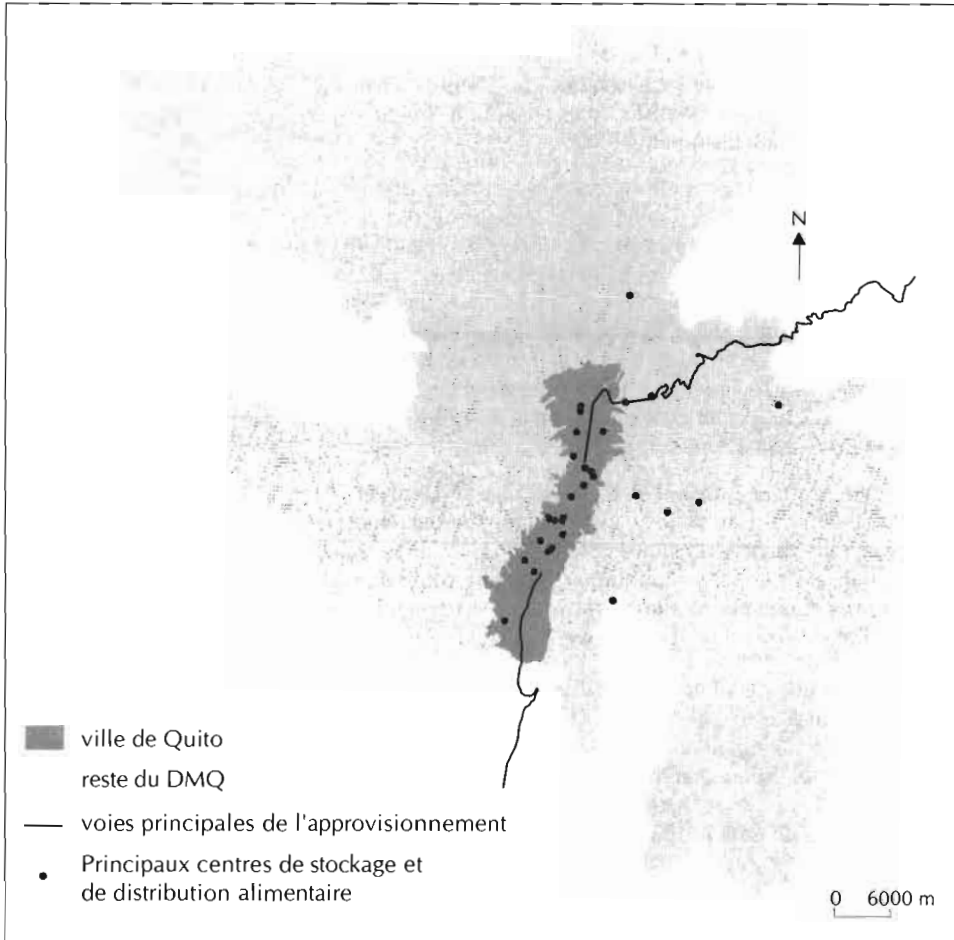 N
ville de Quito
reste du DMQ
voies principales de l'approvisionnement
Principaux centres de stockage et
de distribution alimentaire
0 6000 m